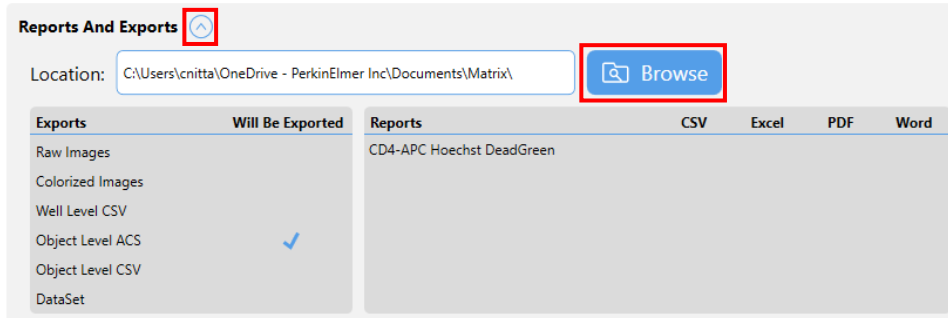 Reports And Exports
Location: C:\Users\cnitta\OneDrive - PerkinElmer Inc\Documents\Matrix\ Browse
Exports Will Be Exported Reports CSV Excel PDF Word
Raw Images CD4-APC Hoechst DeadGreen
Colorized Images
Well Level CSV
Object Level ACS
Object Level CSV
DataSet